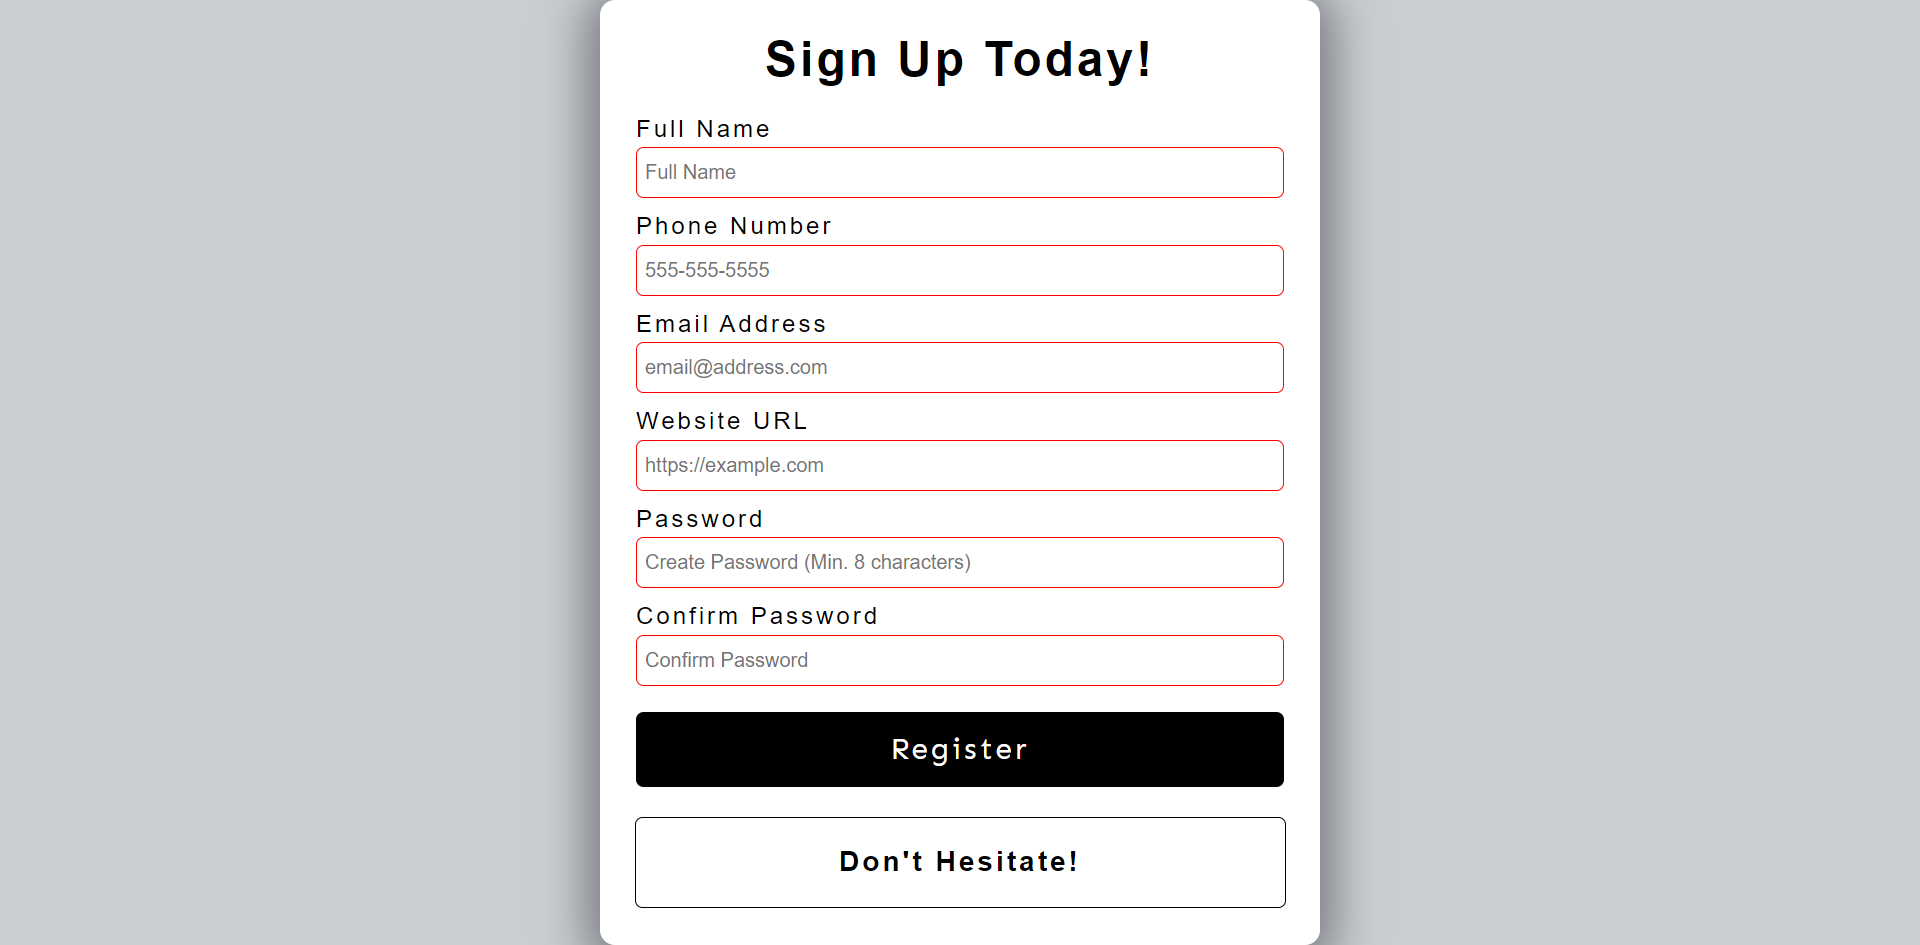 Sign Up Today!
Full Name
Full Name
Phone Number
555-555-5555
Email Address
email@address.com
Website URL
https://example.com
Password
Create Password (Min. 8 characters)
Confirm Password
Confirm Password
Register
Don't Hesitate!